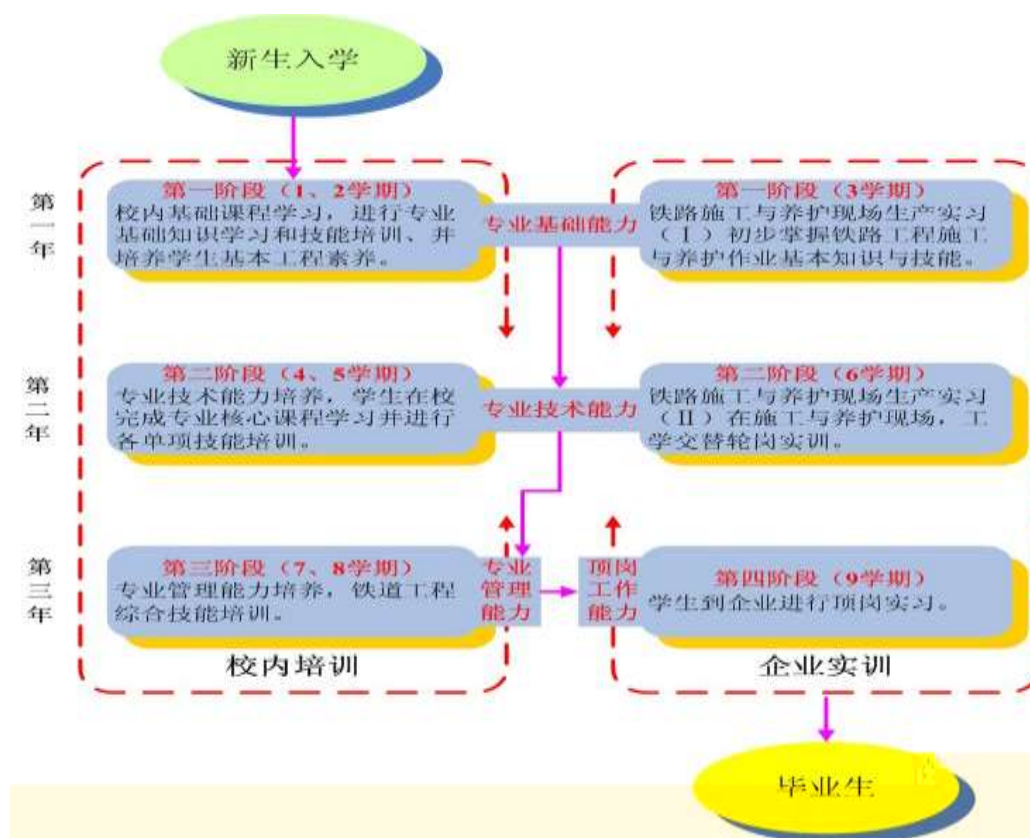 新生入学
第一年
第一阶段（1、2学期）
校内基础课程学习，进行专业
基础知识学习和技能培训、并
培养学生基本工程素养。
专业基础能力
第一阶段（3学期）
铁路施工与养护现场生产实习
（Ⅰ）初步掌握铁路工程施工
与养护作业基本知识与技能。
第二年
第二阶段（4、5学期）
专业技术能力培养，学生在校
完成专业核心课程学习并进行
各单项技能培训。
专业技术能力
第二阶段（6学期）
铁路施工与养护现场生产实习
（II）在施工与养护现场，工
学交替轮岗实训。
第三年
第三阶段（7、8学期）
专业管理能力培养，铁道工程
综合技能培训。
专业
管理
能力
顶岗
工作
能力
第四阶段（9学期）
学生到企业进行顶岗实习。
校内培训
企业实训
毕业生